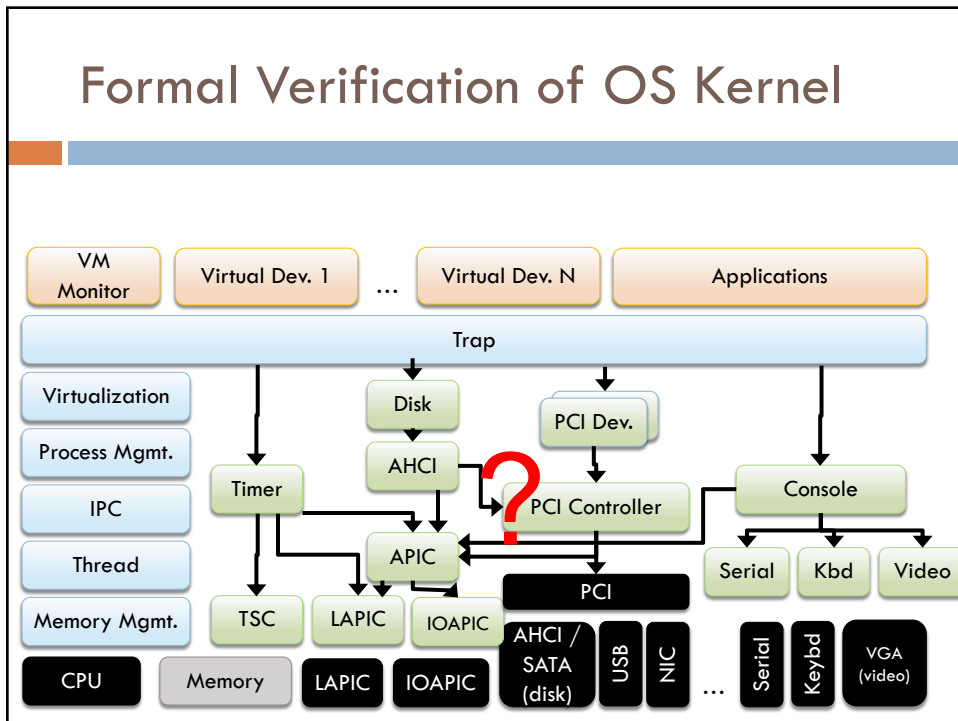 Formal Verification of OS Kernel
VM
Monitor
Virtual Dev. 1
...
Virtual Dev. N
Applications
Trap
Virtualization
Process Mgmt.
IPC
Thread
Memory Mgmt.
Disk
AHCI
PCI Dev.
?
Timer
PCI Controller
Console
APIC
TSC
LAPIC
IOAPIC
PCI
Serial
Kbd
Video
CPU
Memory
LAPIC
IOAPIC
AHCI /
SATA
(disk)
USB
NIC
...
Serial
Keybd
VGA
(video)